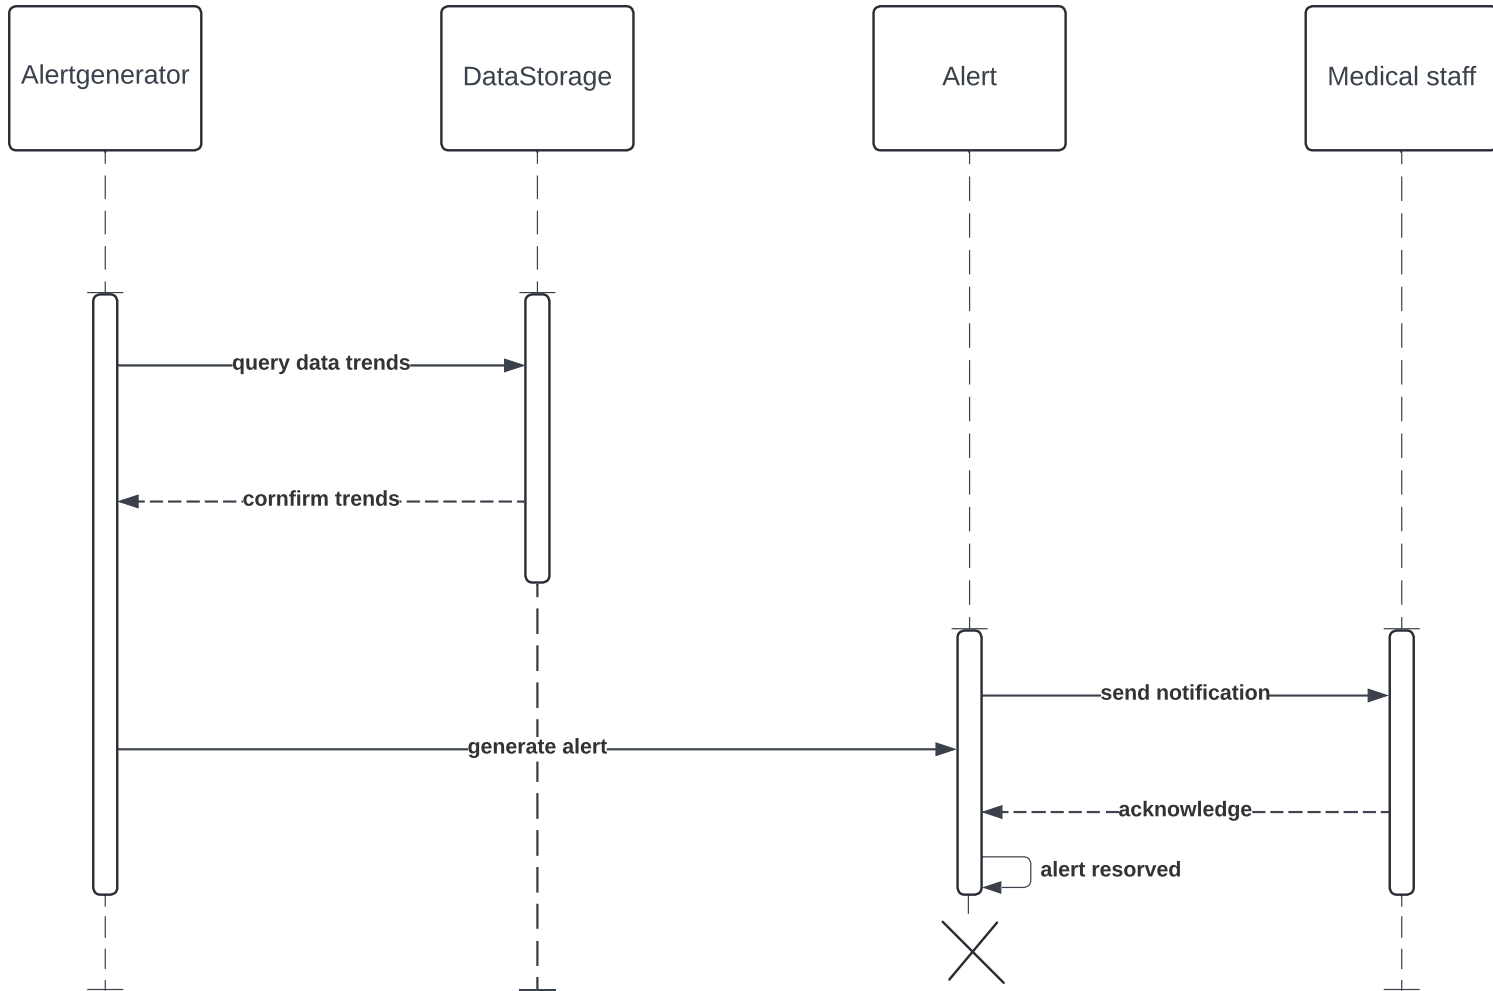 Alertgenerator
DataStorage
Alert
Medical staff
query data trends
cornfirm trends
send notification
generate alert
acknowledge
alert resorved